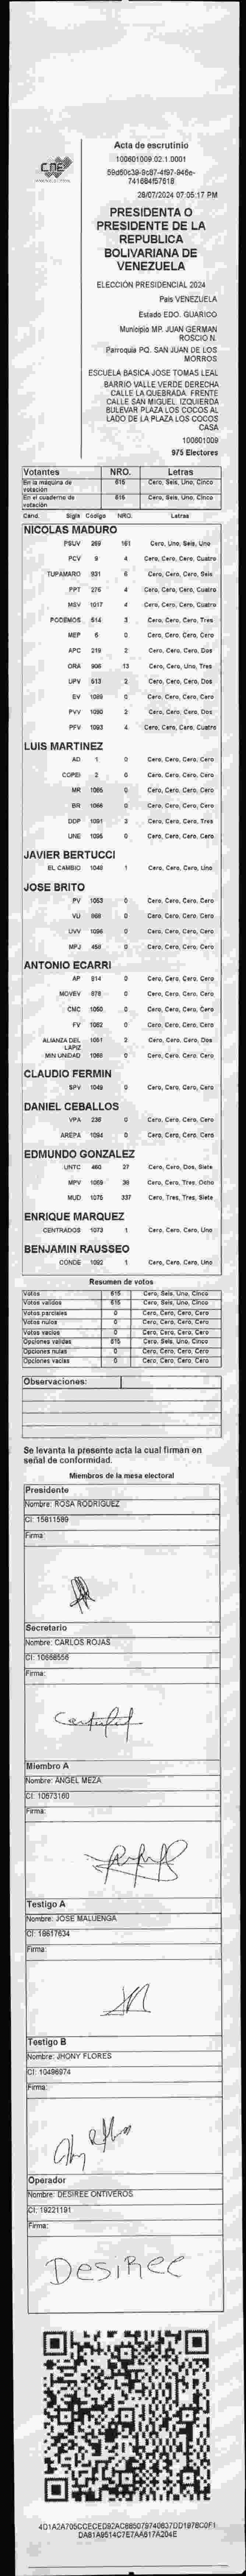 CNE
Acta de escrutinio
100601009.02.1.0001
28/07/2024 07:05:17 PM
PRESIDENTA O
PRESIDENTE DE LA
REPUBLICA
BOLIVARIANA DE
VENEZUELA
ELECCIÓN PRESIDENCIAL 2024
País VENEZUELA
Estado EDO. GUARICO
Municipio MP. JUAN GERMAN
ROSCIO N.
Parroquia PQ. SAN JUAN DE LOS
MORROS
ESCUELA BASICA JOSE TOMAS LEAL
BARRIO VALLE VERDE DERECHA
CALLE LA QUEBRADA. FRENTE
CALLE SAN MIGUEL. IZQUIERDA
BULEVAR PLAZA LOS COCOS AL
LADO DE LA PLAZA LOS COCOS
CASA
100601009
975 Electores
Votantes NRO. Letras
En la máquina de votación 615 Cero, Seis, Uno, Cinco
En el cuaderno de votación 615 Cero, Seis, Uno, Cinco
Cand. Sigla Código NRO. Letras
NICOLAS MADURO
PSUV 269 161 Cero, Uno, Seis, Uno
PCV 9 4 Cero, Cero, Cero, Cuatro
TUPAMARO 931 6 Cero, Cero, Cero, Seis
PPT 276 4 Cero, Cero, Cero, Cuatro
MSV 1017 4 Cero, Cero, Cero, Cuatro
PODEMOS 514 3 Cero, Cero, Cero, Tres
MEP 6 0 Cero, Cero, Cero, Cero
APC 219 2 Cero, Cero, Cero, Dos
ORA 906 13 Cero, Cero, Uno, Tres
UPV 513 2 Cero, Cero, Cero, Dos
EV 1089 0 Cero, Cero, Cero, Cero
PVV 1090 2 Cero, Cero, Cero, Dos
PFV 1093 4 Cero, Cero, Cero, Cuatro
LUIS MARTINEZ
AD 1 0 Cero, Cero, Cero, Cero
COPEI 2 0 Cero, Cero, Cero, Cero
MR 1065 0 Cero, Cero, Cero, Cero
BR 1066 0 Cero, Cero, Cero, Cero
DDP 1091 3 Cero, Cero, Cero, Tres
UNE 1095 0 Cero, Cero, Cero, Cero
JAVIER BERTUCCI
EL CAMBIO 1048 1 Cero, Cero, Cero, Uno
JOSE BRITO
PV 1053 0 Cero, Cero, Cero, Cero
VU 968 0 Cero, Cero, Cero, Cero
UVV 1096 0 Cero, Cero, Cero, Cero
MPJ 458 0 Cero, Cero, Cero, Cero
ANTONIO ECARRI
AP 814 0 Cero, Cero, Cero, Cero
MOVEV 878 0 Cero, Cero, Cero, Cero
CMC 1050 0 Cero, Cero, Cero, Cero
FV 1082 0 Cero, Cero, Cero, Cero
ALIANZA DEL LAPIZ 1051 2 Cero, Cero, Cero, Dos
MIN UNIDAD 1068 0 Cero, Cero, Cero, Cero
CLAUDIO FERMIN
SPV 1049 0 Cero, Cero, Cero, Cero
DANIEL CEBALLOS
VPA 236 0 Cero, Cero, Cero, Cero
AREPA 1094 0 Cero, Cero, Cero, Cero
EDMUNDO GONZALEZ
UNTC 460 27 Cero, Cero, Dos, Siete
MPV 1069 38 Cero, Cero, Tres, Ocho
MUD 1075 337 Cero, Tres, Tres, Siete
ENRIQUE MARQUEZ
CENTRADOS 1073 1 Cero, Cero, Cero, Uno
BENJAMIN RAUSSEO
CONDE 1092 1 Cero, Cero, Cero, Uno
Resumen de votos
Votos 615 Cero, Seis, Uno, Cinco
Votos validos 615 Cero, Seis, Uno, Cinco
Votos parciales 0 Cero, Cero, Cero, Cero
Votos nulos 0 Cero, Cero, Cero, Cero
Votos vacíos 0 Cero, Cero, Cero, Cero
Opciones validas 615 Cero, Seis, Uno, Cinco
Opciones nulas 0 Cero, Cero, Cero, Cero
Opciones vacias 0 Cero, Cero, Cero, Cero
Observaciones:
Se levanta la presente acta la cual firman en
señal de conformidad.
Miembros de la mesa electoral
Presidente
Nombre: ROSA RODRIGUEZ
CI: 15811589
Firma:
Secretario
Nombre: CARLOS ROJAS
CI: 10668556
Firma:
Miembro A
Nombre: ANGEL MEZA
CI: 10673160
Firma:
Testigo A
Nombre: JOSE MALUENGA
CI: 18617634
Firma:
Testigo B
Nombre: JHONY FLORES
CI: 10496974
Firma:
Operador
Nombre: DESIREE ONTIVEROS
CI: 19221191
Firma:
DesiRee